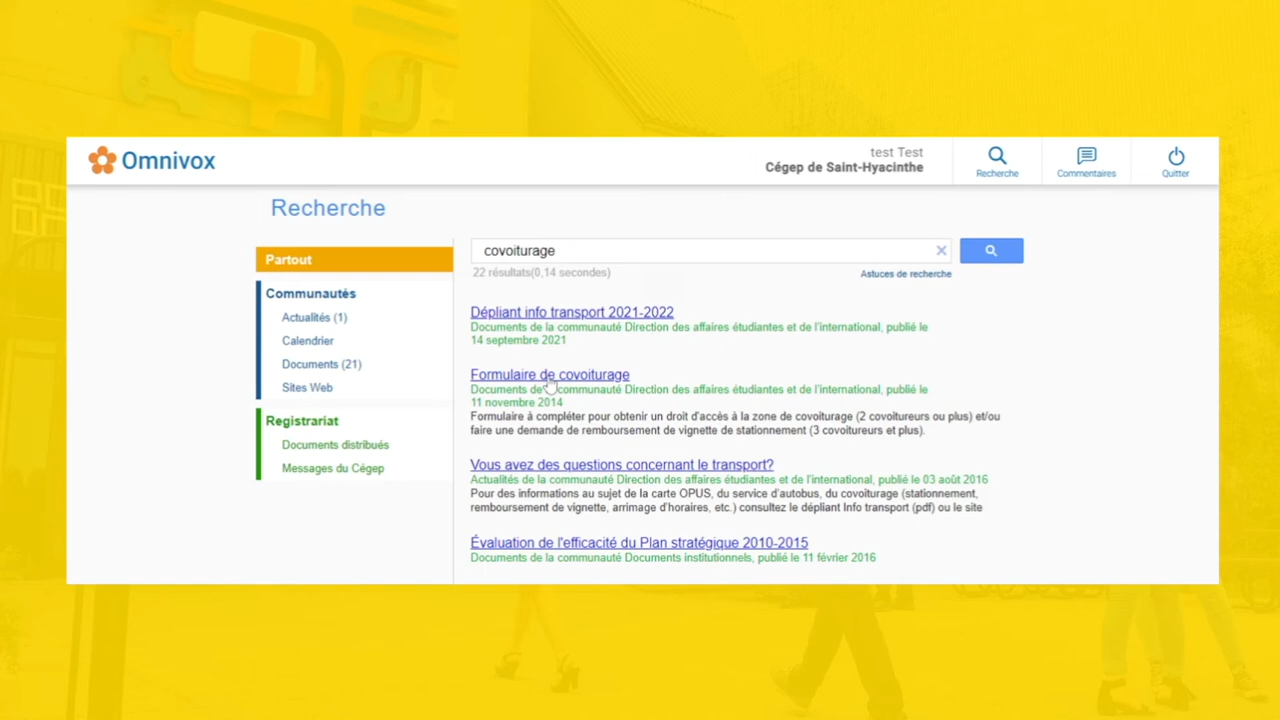 Omnivox
test Test
Cégep de Saint-Hyacinthe
Recherche
Commentaires
Quitter
Recherche
Partout
Communautés
Actualités (1)
Calendrier
Documents (21)
Sites Web
Registrariat
Documents distribués
Messages du Cégep
covoiturage
22 résultats(0,14 secondes)
Astuces de recherche
Dépliant info transport 2021-2022
Documents de la communauté Direction des affaires étudiantes et de l'international, publié le
14 septembre 2021
Formulaire de covoiturage
Documents de communauté Direction des affaires étudiantes et de l'international, publié le
11 novembre 2014
Formulaire à compléter pour obtenir un droit d'accès à la zone de covoiturage (2 covoitureurs ou plus) et/ou
faire une demande de remboursement de vignette de stationnement (3 covoitureurs et plus).
Vous avez des questions concernant le transport?
Actualités de la communauté Direction des affaires étudiantes et de l'international, publié le 03 août 2016
Pour des informations au sujet de la carte OPUS, du service d'autobus, du covoiturage (stationnement,
remboursement de vignette, arrimage d'horaires, etc.) consultez le dépliant Info transport (pdf) ou le site
Évaluation de l'efficacité du Plan stratégique 2010-2015
Documents de la communauté Documents institutionnels, publié le 11 février 2016